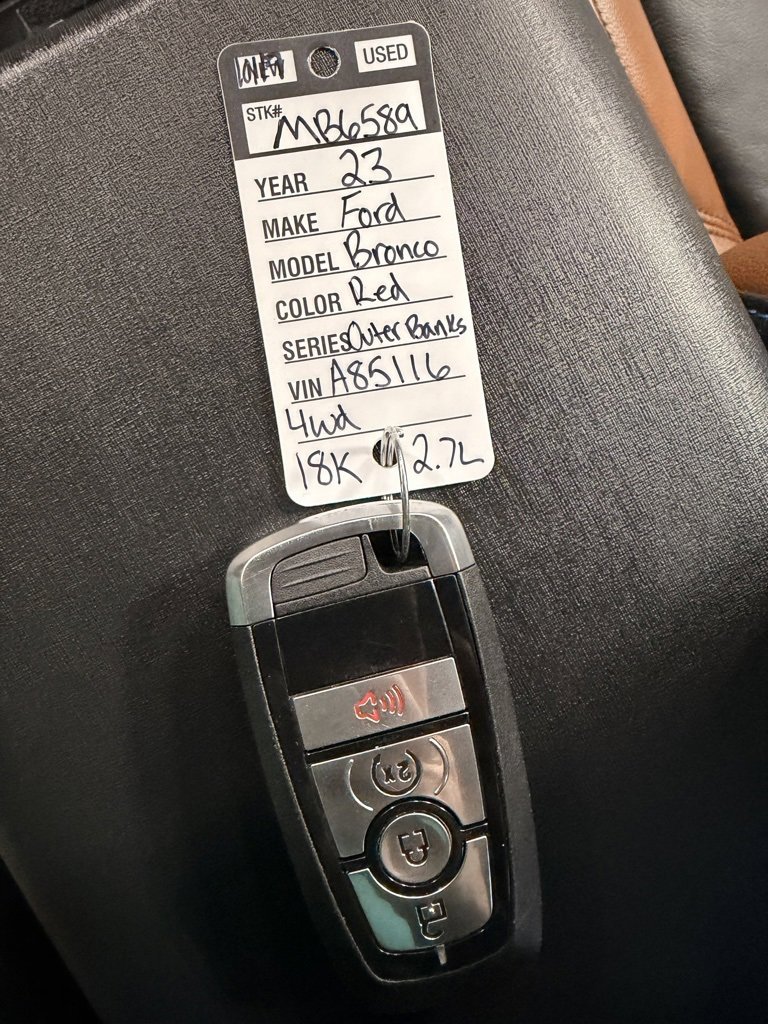 USED
STK# MB6589
YEAR 23
MAKE Ford
MODEL Bronco
COLOR Red
SERIES Outer Banks
VIN A85116
4wd
18K 2.7L
2x